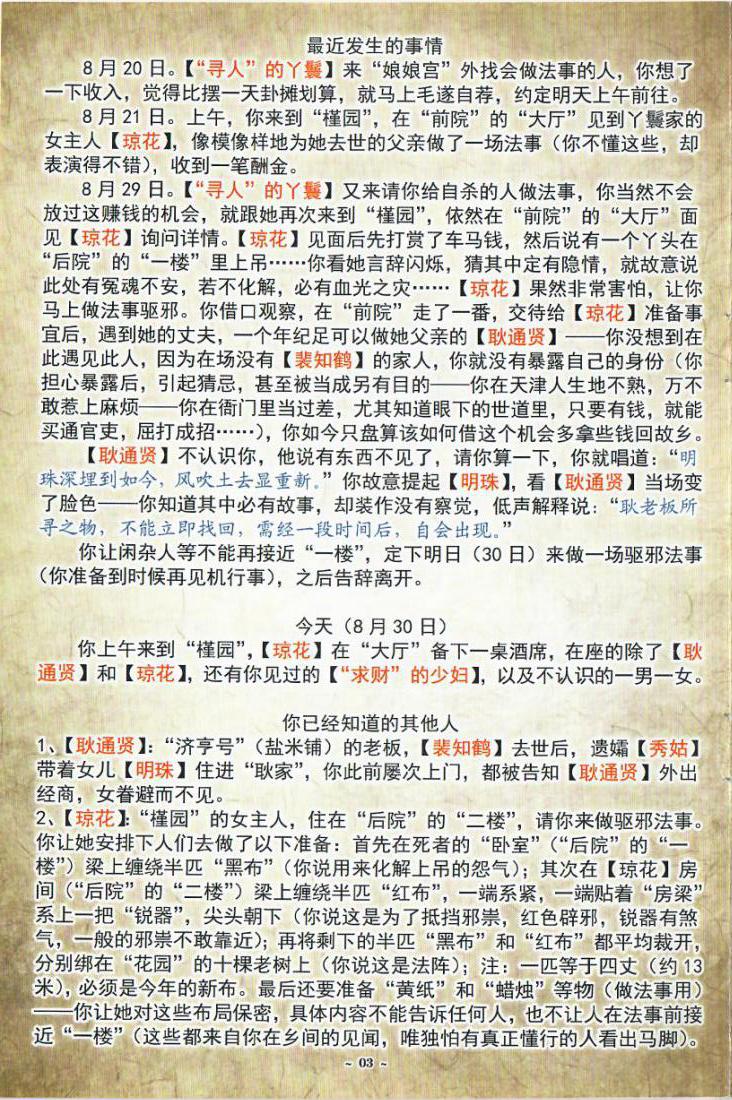 最近发生的事情
8月20日。【“寻人”的丫鬟】来“娘娘宫”外找会做法事的人，你想了
一下收入，觉得比摆一天卦摊划算，就马上毛遂自荐，约定明天上午前往。
8月21日。上午，你来到“槿园”，在“前院”的“大厅”见到丫鬟家的
女主人【琼花】，像模像样地为她去世的父亲做了一场法事（你不懂这些，却
表演得不错），收到一笔酬金。
8月29日。【“寻人”的丫鬟】又来请你给自杀的人做法事，你当然不会
放过这赚钱的机会，就跟她再次来到“槿园”，依然在“前院”的“大厅”面
见【琼花】询问详情。【琼花】见面后先打赏了车马钱，然后说有一个丫头在
“后院”的“一楼”里上吊……你看她言辞闪烁，猜其中定有隐情，就故意说
此处有冤魂不安，若不化解，必有血光之灾……【琼花】果然非常害怕，让你
马上做法事驱邪。你借口观察，在“前院”走了一番，交待给【琼花】准备事
宜后，遇到她的丈夫，一个年纪足可以做她父亲的【耿通贤】——你没想到在
此遇见此人，因为在场没有【裴知鹤】的家人，你就没有暴露自己的身份（你
担心暴露后，引起猜忌，甚至被当成另有目的——你在天津人生地不熟，万不
敢惹上麻烦——你在衙门里当过差，尤其知道眼下的世道里，只要有钱，就能
买通官吏，屈打成招……），你如今只盘算该如何借这个机会多拿些钱回故乡。
【耿通贤】不认识你，他说有东西不见了，请你算一下，你就唱道：“明
珠深埋到如今，风吹土去显重新。”你故意提起【明珠】，看【耿通贤】当场变
了脸色——你知道其中必有故事，却装作没有察觉，低声解释说：“耿老板所
寻之物，不能立即找回，需经一段时间后，自会出现。”
你让闲杂人等不能再接近“一楼”，定下明日（30日）来做一场驱邪法事
（你准备到时候再见机行事），之后告辞离开。
今天（8月30日）
你上午来到“槿园”，【琼花】在“大厅”备下一桌酒席，在座的除了【耿
通贤】和【琼花】，还有你见过的【“求财”的少妇】，以及不认识的一男一女。
你已经知道的其他人
1、【耿通贤】：“济亨号”（盐米铺）的老板，【裴知鹤】去世后，遗孀【秀姑】
带着女儿【明珠】住进“耿家”，你此前屡次上门，都被告知【耿通贤】外出
经商，女眷避而不见。
2、【琼花】：“槿园”的女主人，住在“后院”的“二楼”，请你来做驱邪法事。
你让她安排下人们去做了以下准备：首先在死者的“卧室”（“后院”的“一
楼”）梁上缠绕半匹“黑布”（你说用来化解上吊的怨气）；其次在【琼花】房
间（“后院”的“二楼”）梁上缠绕半匹“红布”，一端系紧，一端贴着“房梁”
系上一把“锐器”，尖头朝下（你说这是为了抵挡邪祟，红色辟邪，锐器有煞
气，一般的邪祟不敢靠近）；再将剩下的半匹“黑布”和“红布”都平均裁开，
分别绑在“花园”的十棵老树上（你说这是法阵）；注：一匹等于四丈（约13
米），必须是今年的新布。最后还要准备“黄纸”和“蜡烛”等物（做法事用）
——你让她对这些布局保密，具体内容不能告诉任何人，也不让人在法事前接
近“一楼”（这些都来自你在乡间的见闻，唯独怕有真正懂行的人看出马脚）。
~ 03 ~